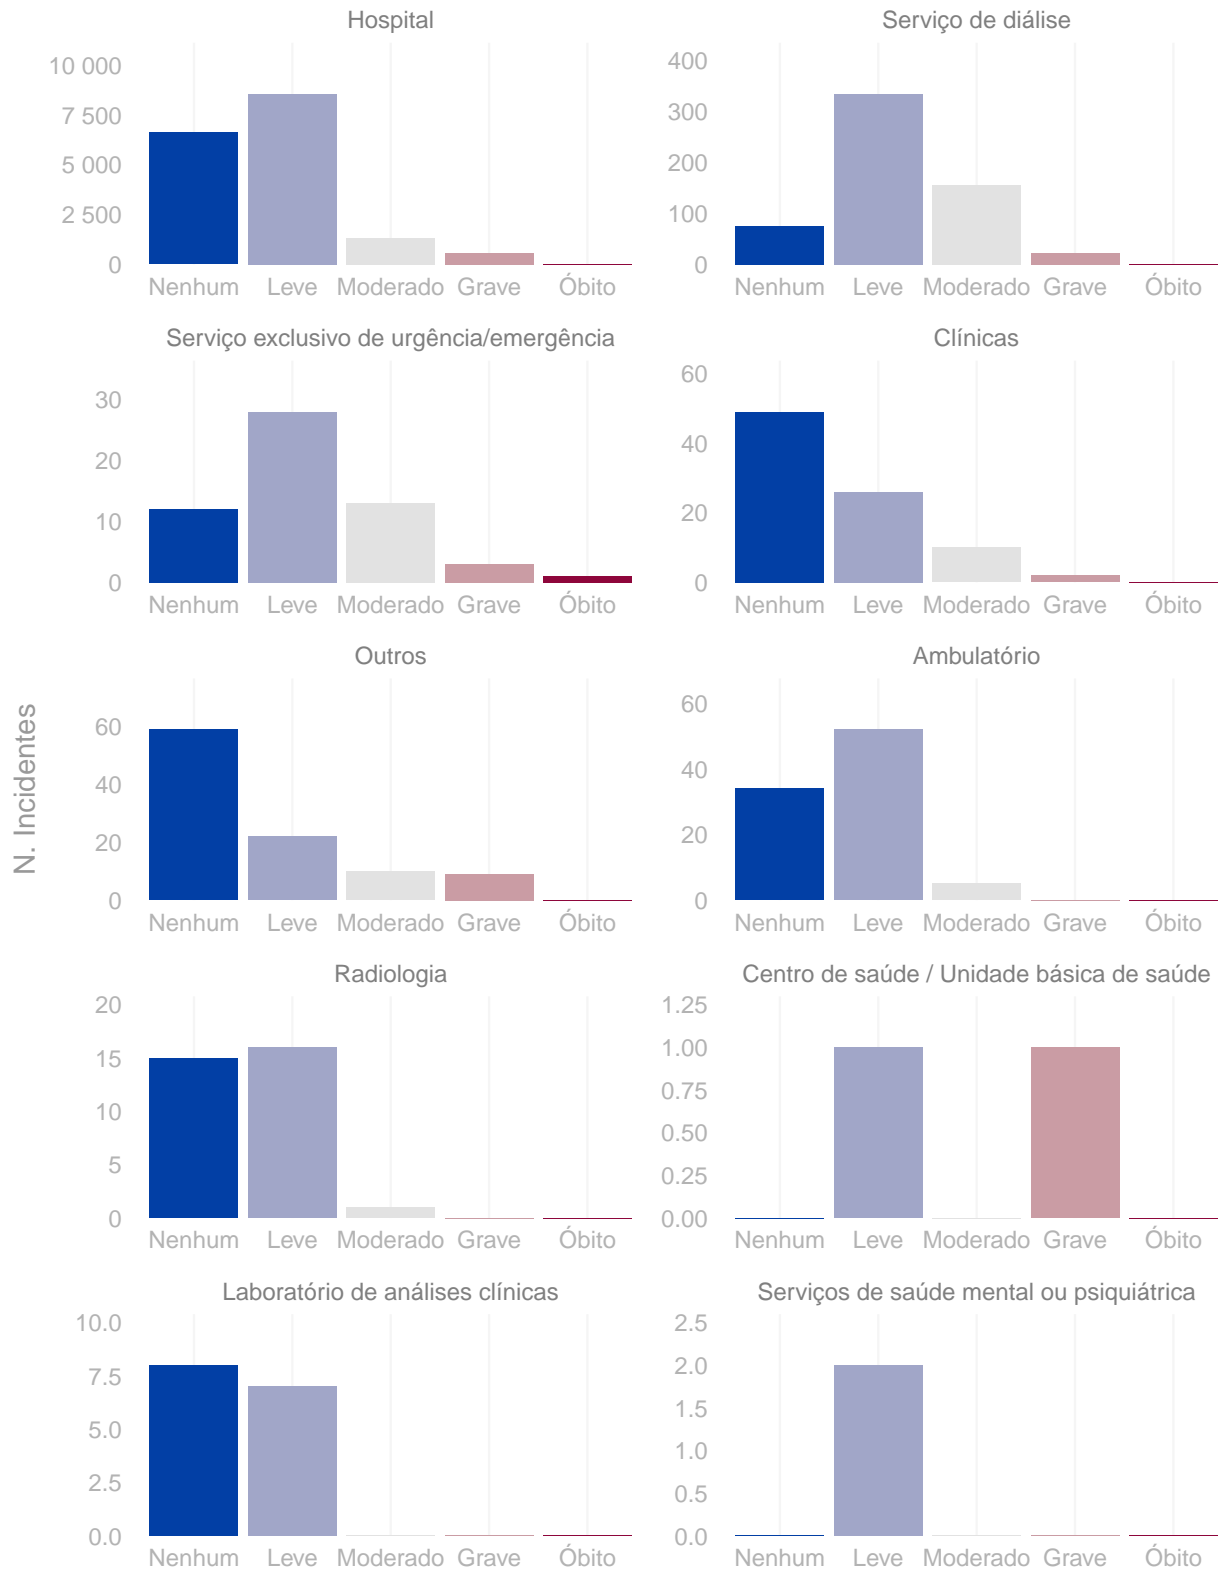 Hospital
10 000
7 500
5 000
2 500
0
Nenhum Leve Moderado Grave Óbito
Serviço de diálise
400
300
200
100
0
Nenhum Leve Moderado Grave Óbito
Serviço exclusivo de urgência/emergência
30
20
10
0
Nenhum Leve Moderado Grave Óbito
Clínicas
60
40
20
0
Nenhum Leve Moderado Grave Óbito
N. Incidentes
Outros
60
40
20
0
Nenhum Leve Moderado Grave Óbito
Ambulatório
60
40
20
0
Nenhum Leve Moderado Grave Óbito
Radiologia
20
15
10
5
0
Nenhum Leve Moderado Grave Óbito
Centro de saúde / Unidade básica de saúde
1.25
1.00
0.75
0.50
0.25
0.00
Nenhum Leve Moderado Grave Óbito
Laboratório de análises clínicas
10.0
7.5
5.0
2.5
0.0
Nenhum Leve Moderado Grave Óbito
Serviços de saúde mental ou psiquiátrica
2.5
2.0
1.5
1.0
0.5
0.0
Nenhum Leve Moderado Grave Óbito